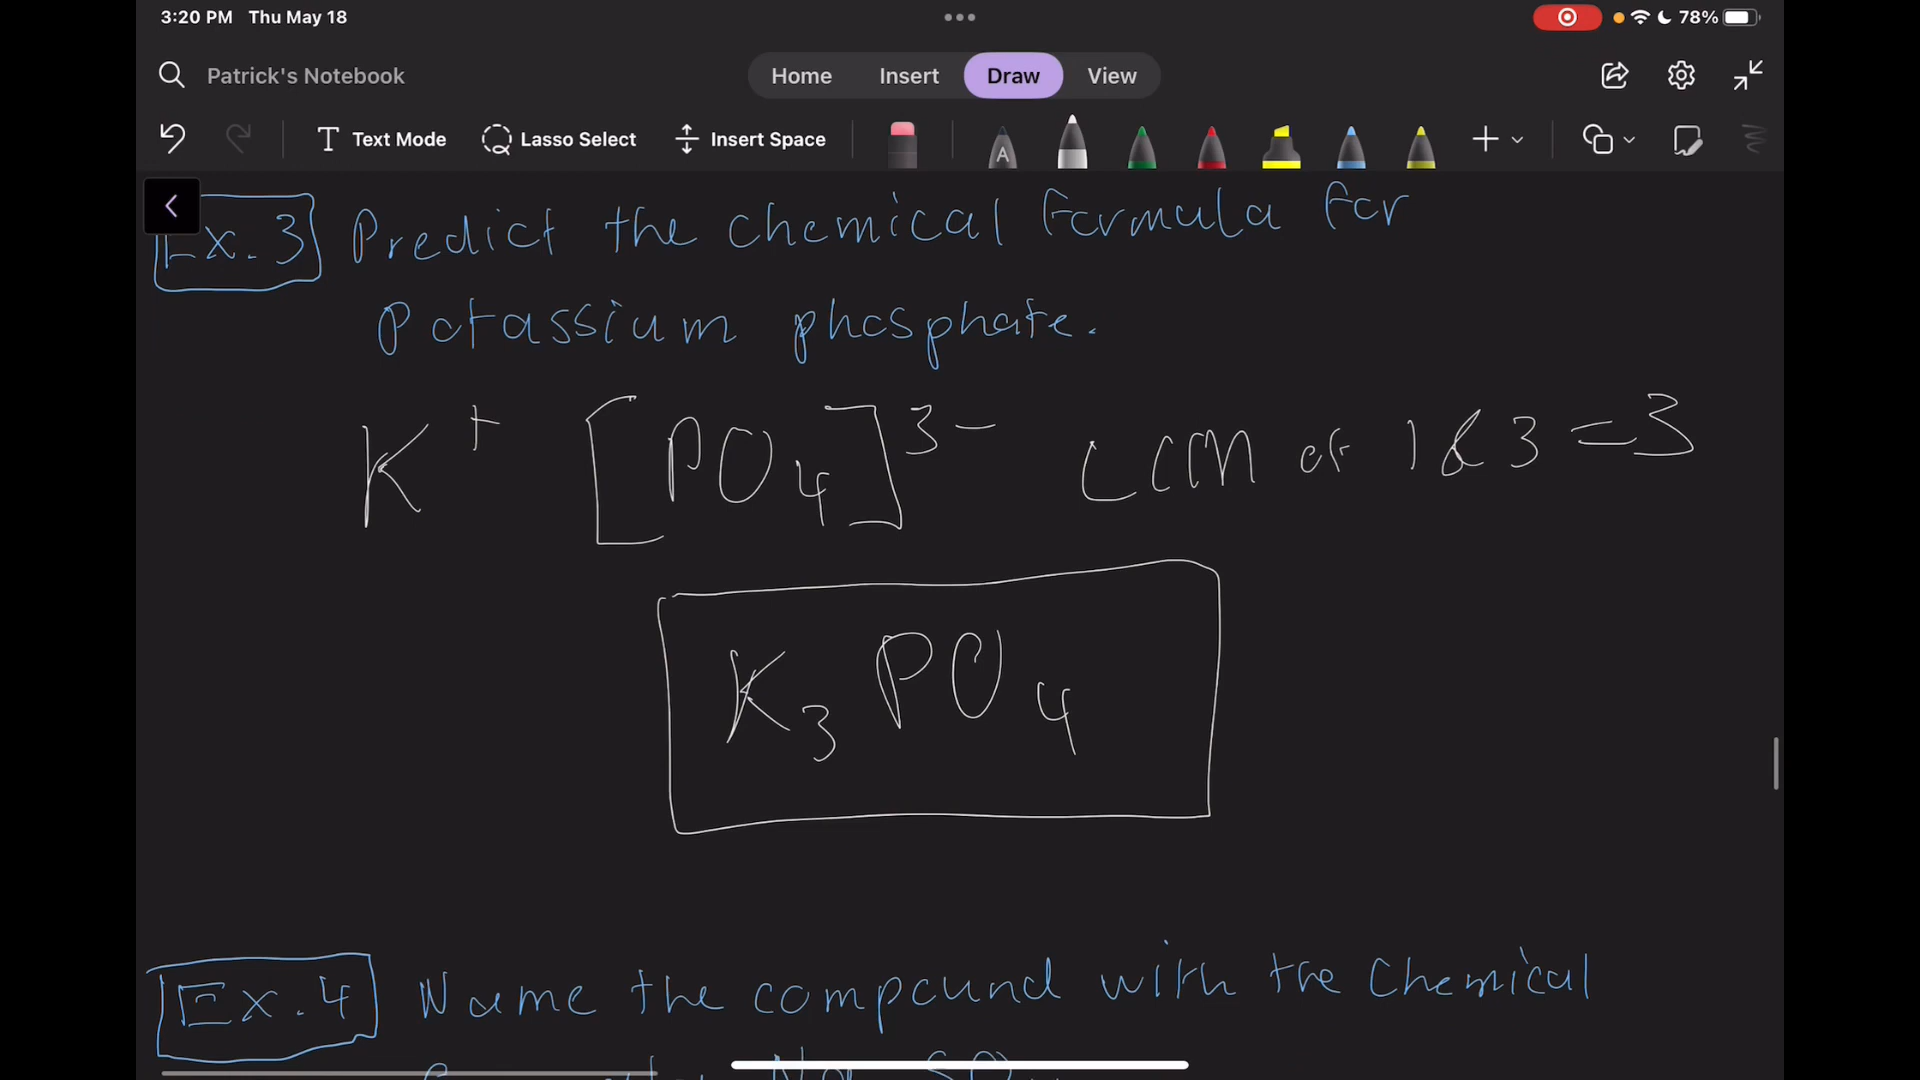 3:20 PM Thu May 18
78%
Patrick's Notebook
Home Insert Draw View
Text Mode Lasso Select Insert Space
A
Ex. 3 Predict the chemical formula for
Potassium phosphate.
K⁺ [PO₄]³⁻ LCM of 1 & 3 = 3
K₃PO₄
Ex. 4 Name the compound with the chemical